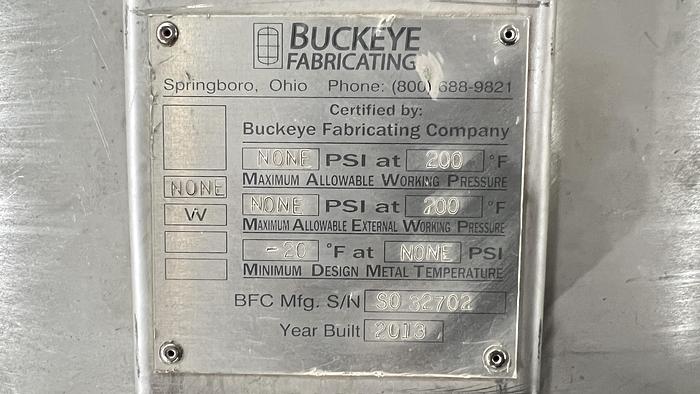 BUCKEYE
FABRICATING
Springboro, Ohio Phone: (800) 688-9821
Certified by:
Buckeye Fabricating Company
NONE PSI at 200 °F
MAXIMUM ALLOWABLE WORKING PRESSURE
NONE
NONE PSI at 200 °F
W
MAXIMUM ALLOWABLE EXTERNAL WORKING PRESSURE
-20 °F at NONE PSI
MINIMUM DESIGN METAL TEMPERATURE
BFC Mfg. S/N SO 32702
Year Built 2013